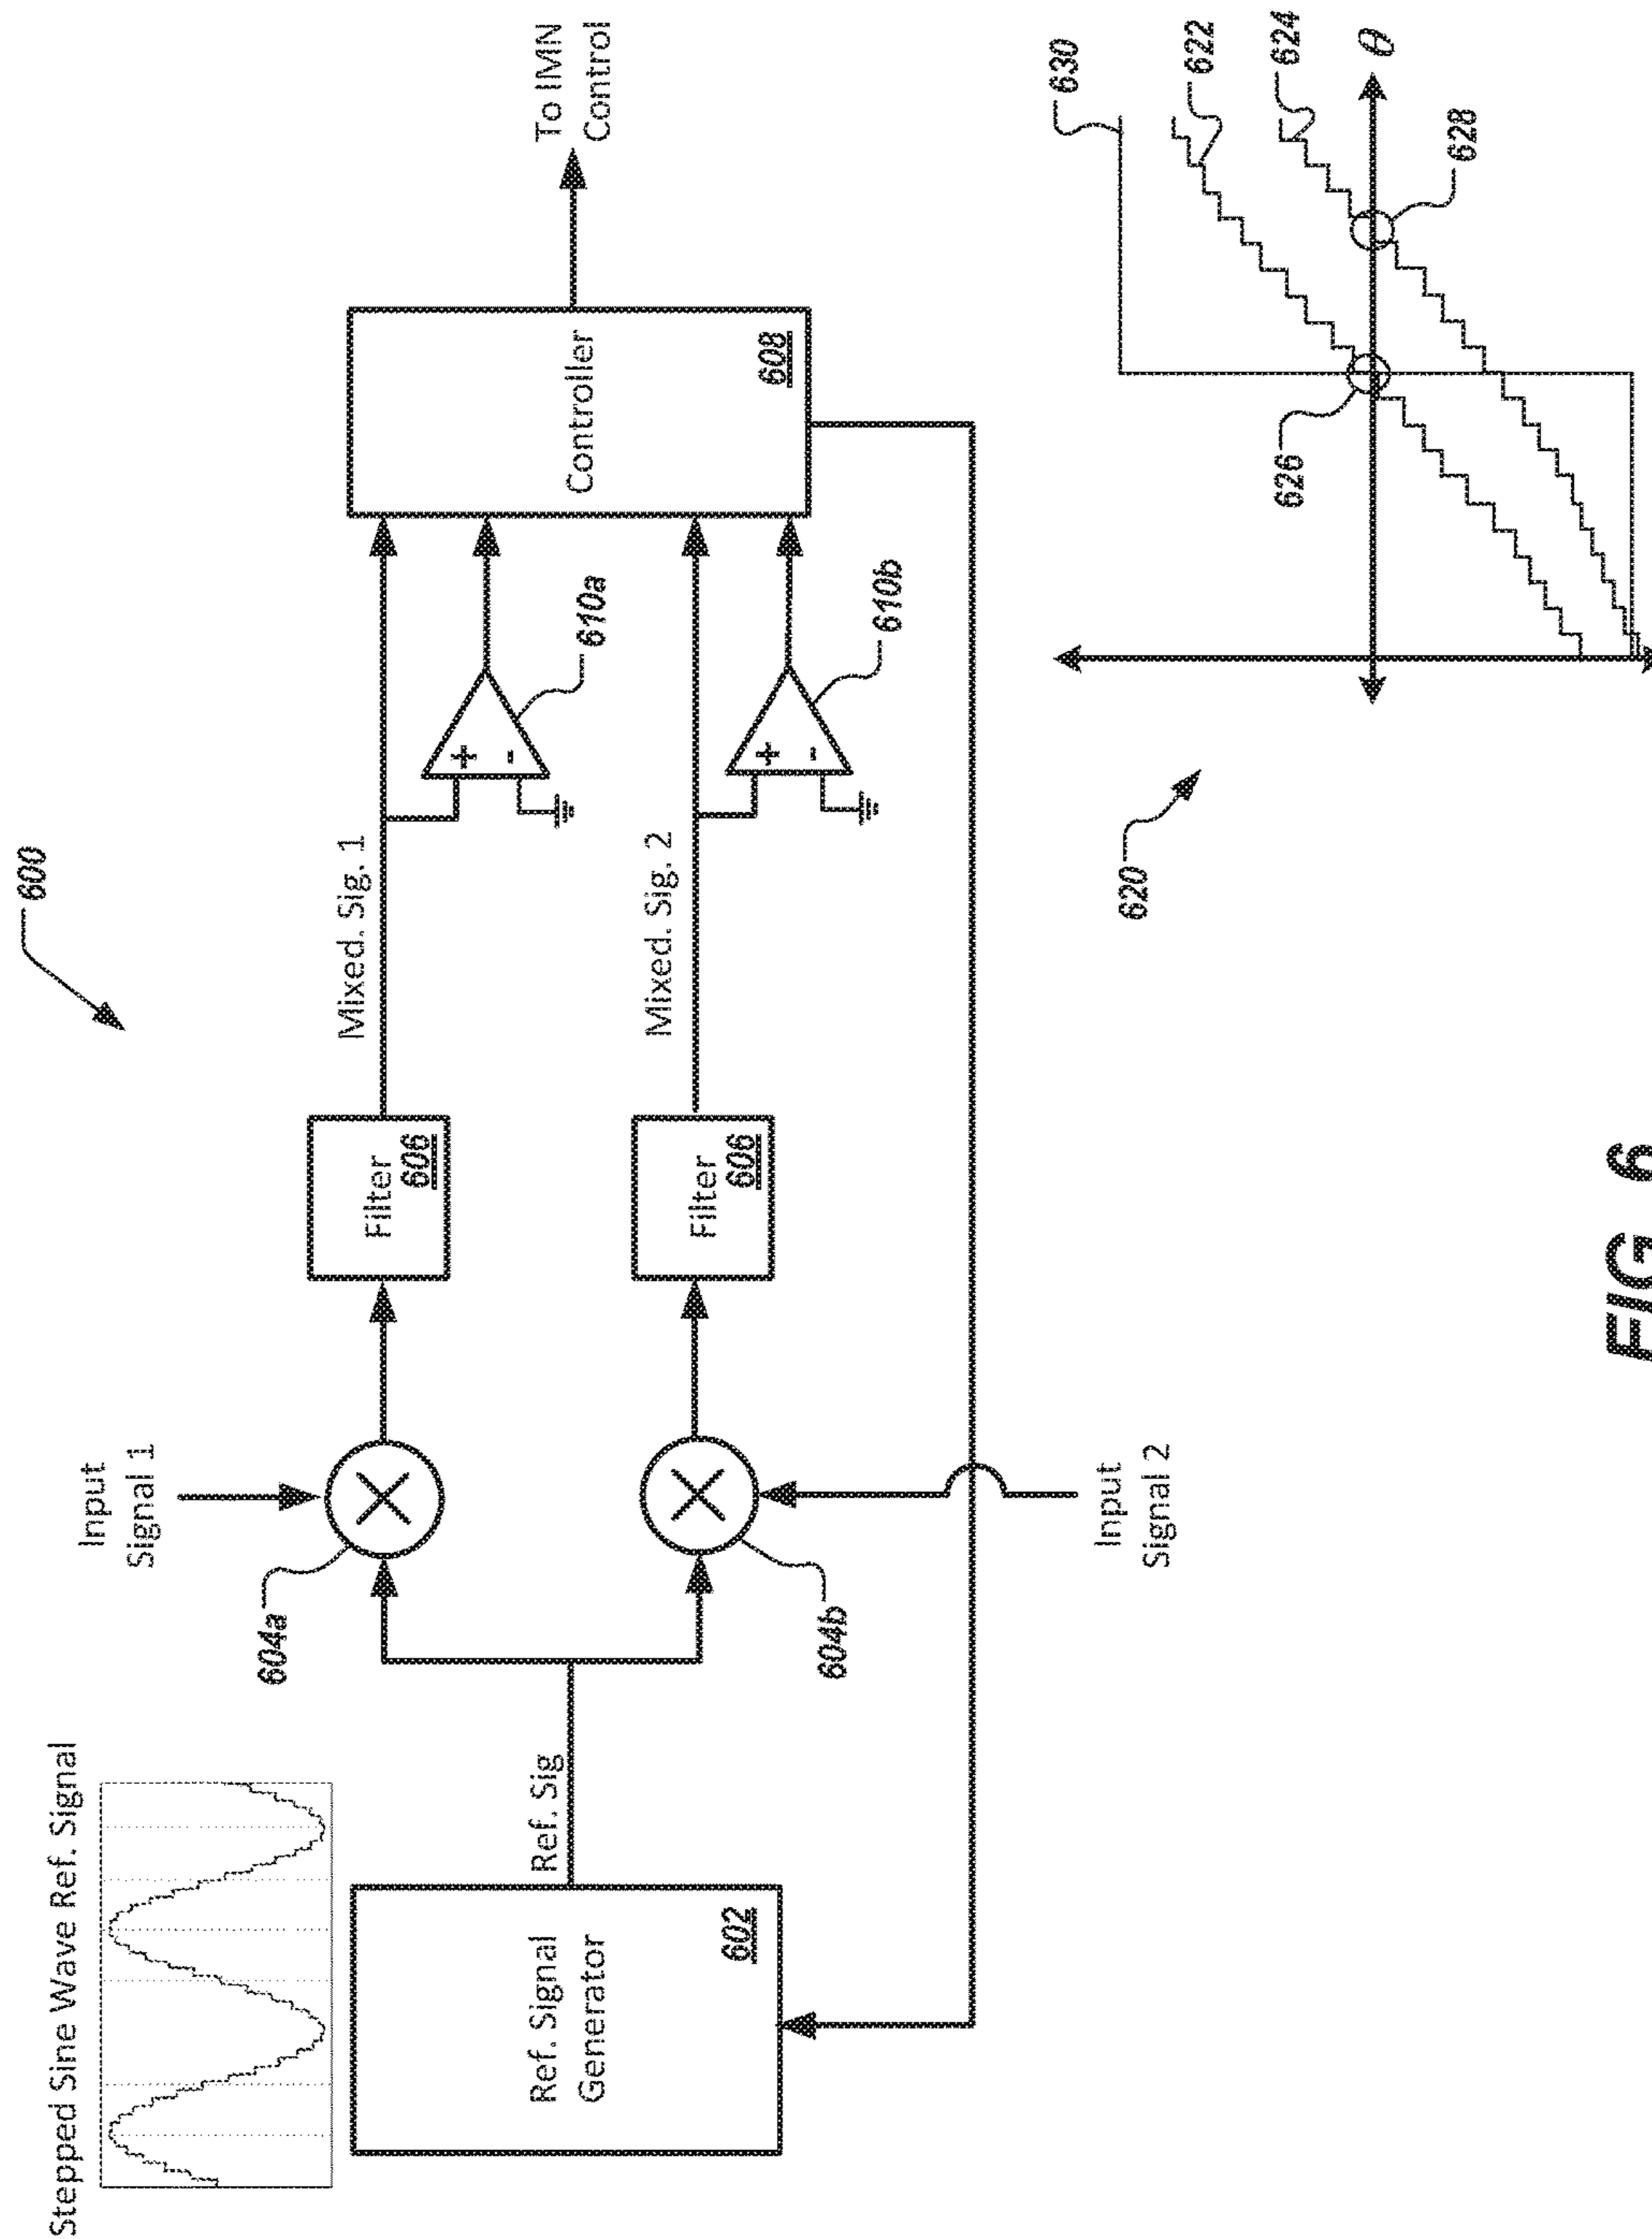 600
Stepped Sine Wave Ref. Signal
Input
Signal 1
604a
Filter
606
Mixed. Sig. 1
610a
To IMN
Control
Ref. Signal
Generator
602
Ref. Sig
604b
Input
Signal 2
Filter
606
Mixed. Sig. 2
610b
Controller
608
+
-
+
-
620
626
630
622
624
θ
628
FIG 6